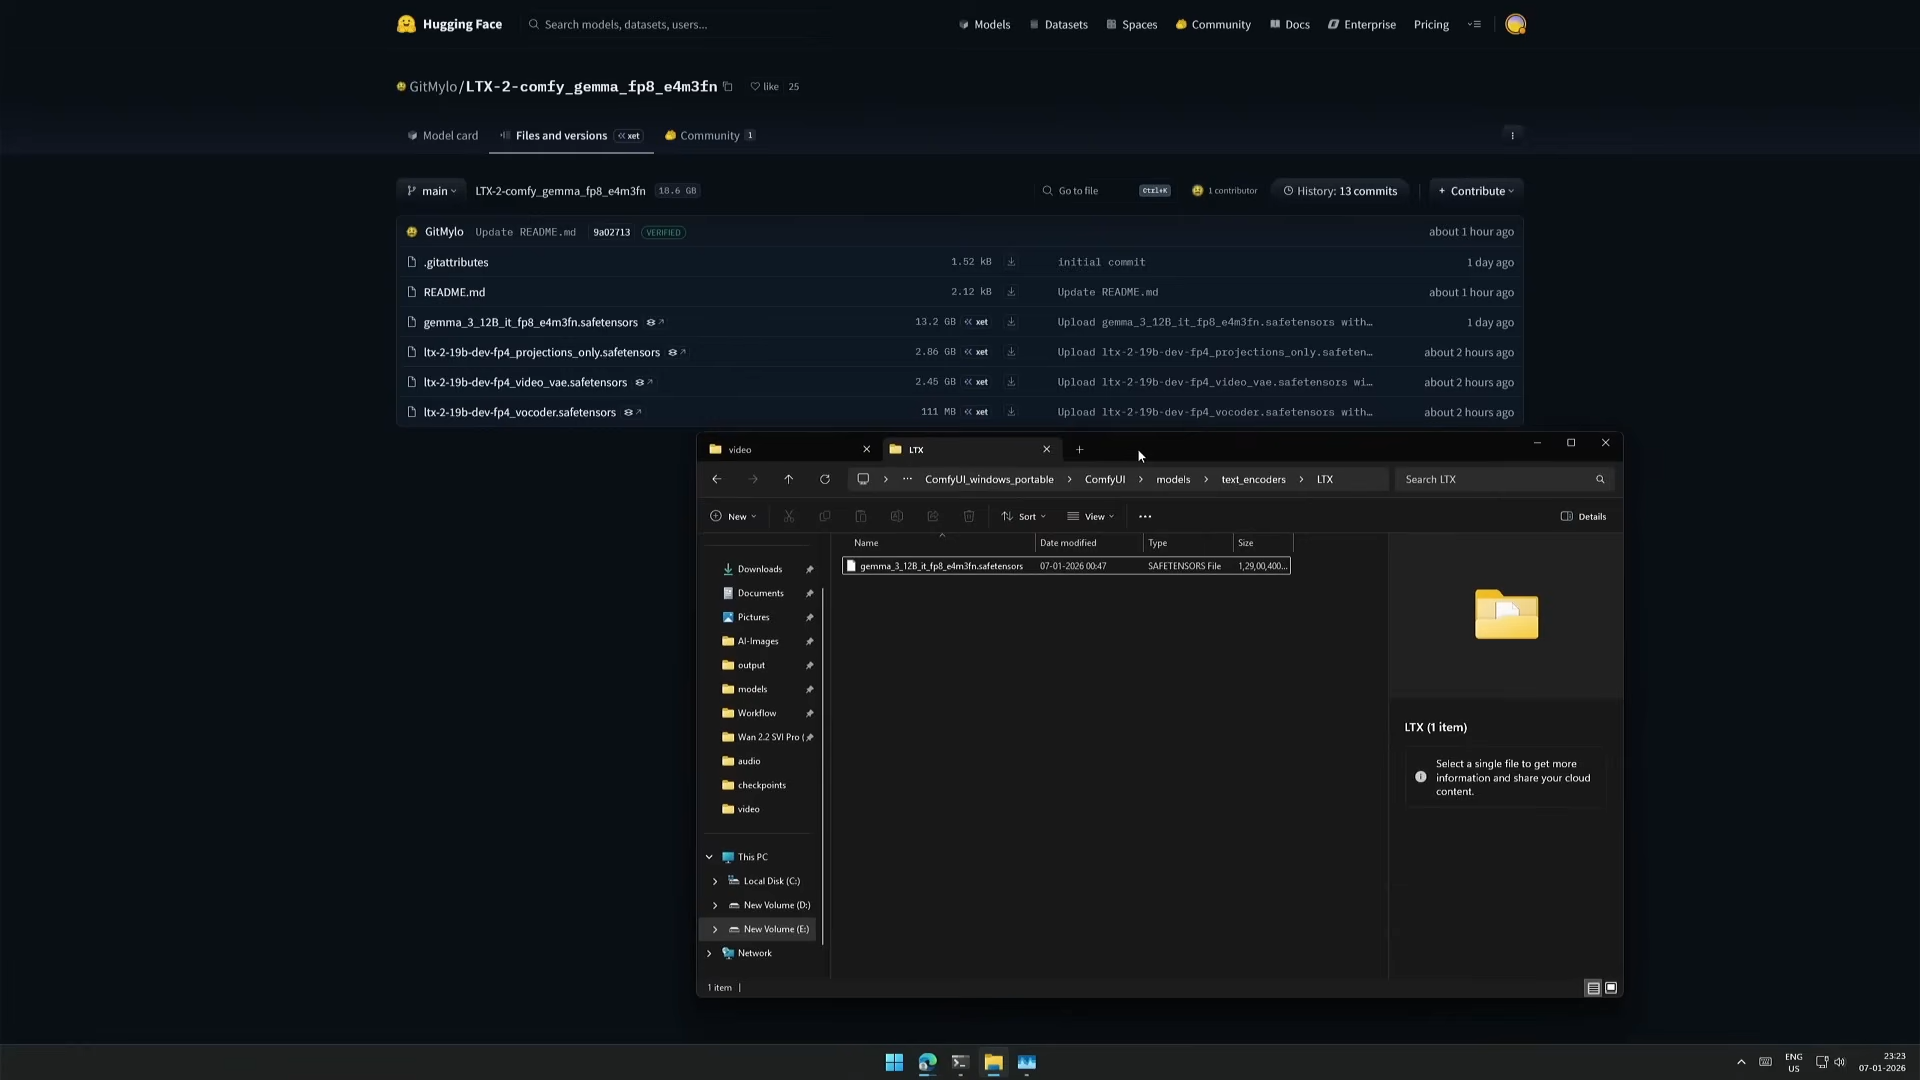 Hugging Face
Search models, datasets, users...
Models
Datasets
Spaces
Community
Docs
Enterprise
Pricing
GitMylo/LTX-2-comfy_gemma_fp8_e4m3fn
like 25
Model card
Files and versions
xet
Community 1
main
LTX-2-comfy_gemma_fp8_e4m3fn
18.6 GB
Go to file
Ctrl+K
1 contributor
History: 13 commits
+ Contribute
GitMylo Update README.md 9a02713 VERIFIED about 1 hour ago
.gitattributes 1.52 kB initial commit 1 day ago
README.md 2.12 kB Update README.md about 1 hour ago
gemma_3_12B_it_fp8_e4m3fn.safetensors 13.2 GB xet Upload gemma_3_12B_it_fp8_e4m3fn.safetensors with… 1 day ago
ltx-2-19b-dev-fp4_projections_only.safetensors 2.86 GB xet Upload ltx-2-19b-dev-fp4_projections_only.safeten… about 2 hours ago
ltx-2-19b-dev-fp4_video_vae.safetensors 2.45 GB xet Upload ltx-2-19b-dev-fp4_video_vae.safetensors wi… about 2 hours ago
ltx-2-19b-dev-fp4_vocoder.safetensors 111 MB xet Upload ltx-2-19b-dev-fp4_vocoder.safetensors with… about 2 hours ago
video
LTX
ComfyUI_windows_portable > ComfyUI > models > text_encoders > LTX
Search LTX
New
Sort
View
Details
Name Date modified Type Size
gemma_3_12B_it_fp8_e4m3fn.safetensors 07-01-2026 00:47 SAFETENSORS File 1,29,00,400...
Downloads
Documents
Pictures
AI-Images
output
models
Workflow
Wan 2.2 SVI Pro (
audio
checkpoints
video
This PC
Local Disk (C:)
New Volume (D:)
New Volume (E:)
Network
LTX (1 item)
Select a single file to get more
information and share your cloud
content.
1 item
ENG
US
23:23
07-01-2026